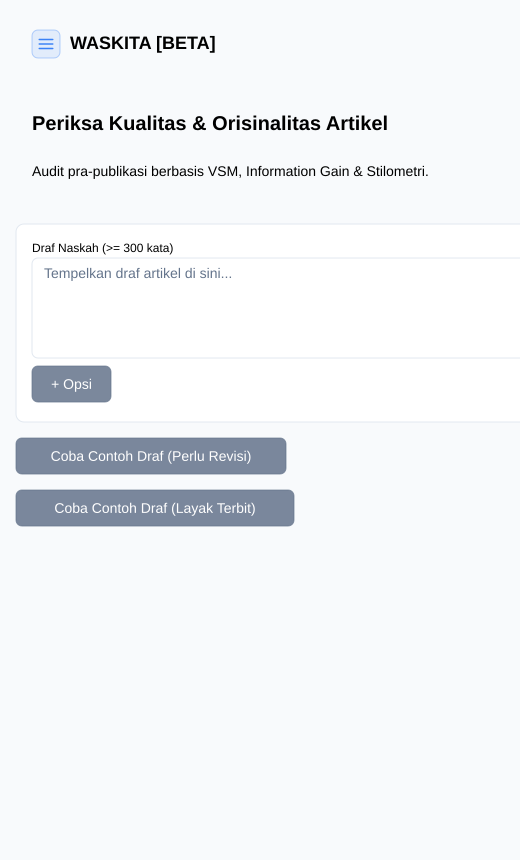 WASKITA [BETA]
Periksa Kualitas & Orisinalitas Artikel
Audit pra-publikasi berbasis VSM, Information Gain & Stilometri.
Draf Naskah (>= 300 kata)
Tempelkan draf artikel di sini...
+ Opsi
Coba Contoh Draf (Perlu Revisi)
Coba Contoh Draf (Layak Terbit)